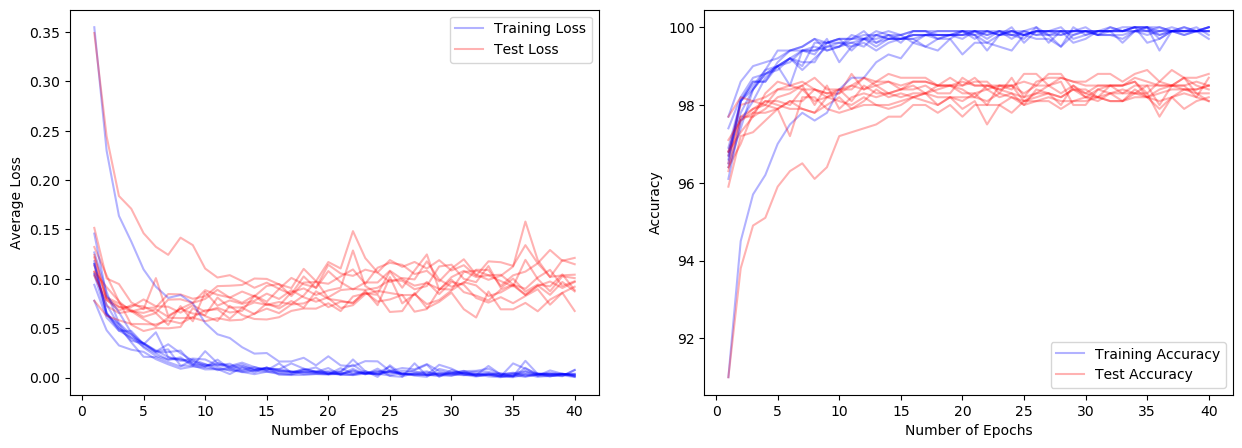 0.35
0.30
0.25
0.20
0.15
0.10
0.05
0.00
Average Loss
0 5 10 15 20 25 30 35 40
Number of Epochs
Training Loss
Test Loss
100
98
96
94
92
Accuracy
0 5 10 15 20 25 30 35 40
Number of Epochs
Training Accuracy
Test Accuracy